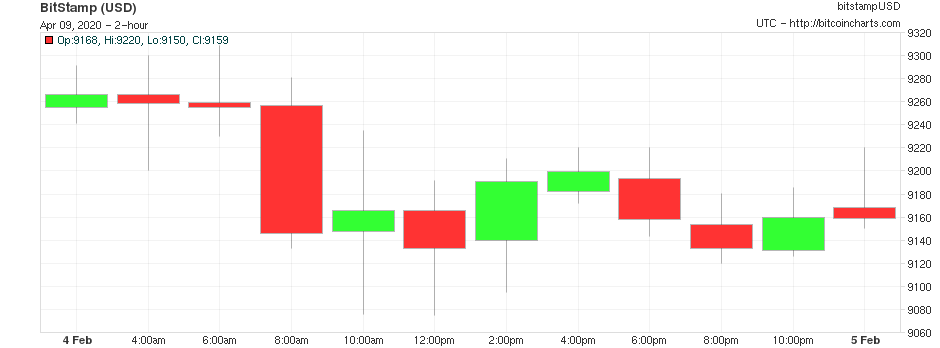 BitStamp (USD)
bitstampUSD
Apr 09, 2020 - 2-hour
UTC - http://bitcoincharts.com
Op:9168, Hi:9220, Lo:9150, Cl:9159
9320
9300
9280
9260
9240
9220
9200
9180
9160
9140
9120
9100
9080
9060
4 Feb 4:00am 6:00am 8:00am 10:00am 12:00pm 2:00pm 4:00pm 6:00pm 8:00pm 10:00pm 5 Feb